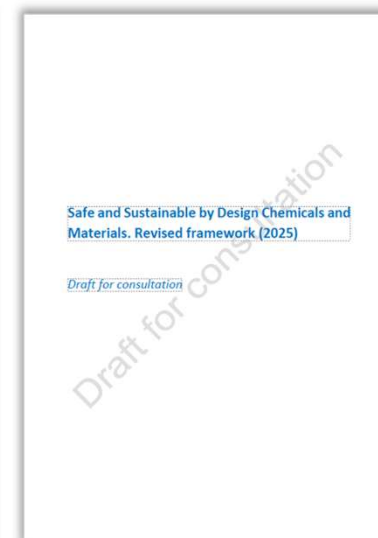 Safe and Sustainable by Design Chemicals and
Materials. Revised framework (2025)
Draft for consultation
Draft for consultation